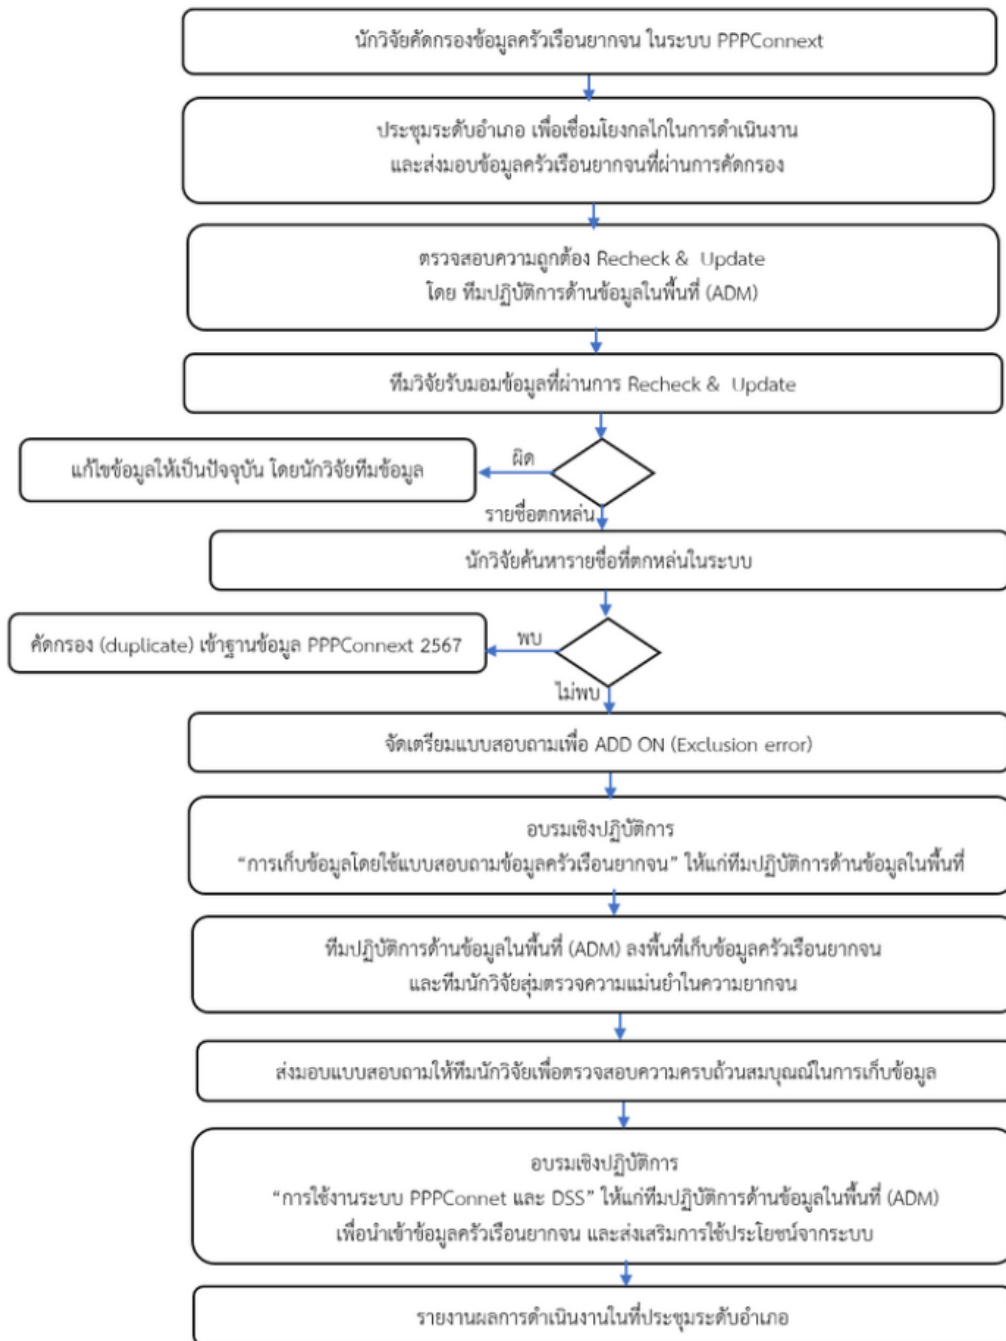 นักวิจัยคัดกรองข้อมูลครัวเรือนยากจน ในระบบ PPPConnext
ประชุมระดับอำเภอ เพื่อเชื่อมโยงกลไกในการดำเนินงาน
และส่งมอบข้อมูลครัวเรือนยากจนที่ผ่านการคัดกรอง
ตรวจสอบความถูกต้อง Recheck & Update
โดย ทีมปฏิบัติการด้านข้อมูลในพื้นที่ (ADM)
ทีมวิจัยรับมอมข้อมูลที่ผ่านการ Recheck & Update
ผิด
แก้ไขข้อมูลให้เป็นปัจจุบัน โดยนักวิจัยทีมข้อมูล
รายชื่อตกหล่น
นักวิจัยค้นหารายชื่อที่ตกหล่นในระบบ
พบ
คัดกรอง (duplicate) เข้าฐานข้อมูล PPPConnext 2567
ไม่พบ
จัดเตรียมแบบสอบถามเพื่อ ADD ON (Exclusion error)
อบรมเชิงปฏิบัติการ
“การเก็บข้อมูลโดยใช้แบบสอบถามข้อมูลครัวเรือนยากจน” ให้แก่ทีมปฏิบัติการด้านข้อมูลในพื้นที่
ทีมปฏิบัติการด้านข้อมูลในพื้นที่ (ADM) ลงพื้นที่เก็บข้อมูลครัวเรือนยากจน
และทีมนักวิจัยสุ่มตรวจความแม่นยำในความยากจน
ส่งมอบแบบสอบถามให้ทีมนักวิจัยเพื่อตรวจสอบความครบถ้วนสมบุณณ์ในการเก็บข้อมูล
อบรมเชิงปฏิบัติการ
“การใช้งานระบบ PPPConnet และ DSS” ให้แก่ทีมปฏิบัติการด้านข้อมูลในพื้นที่ (ADM)
เพื่อนำเข้าข้อมูลครัวเรือนยากจน และส่งเสริมการใช้ประโยชน์จากระบบ
รายงานผลการดำเนินงานในที่ประชุมระดับอำเภอ